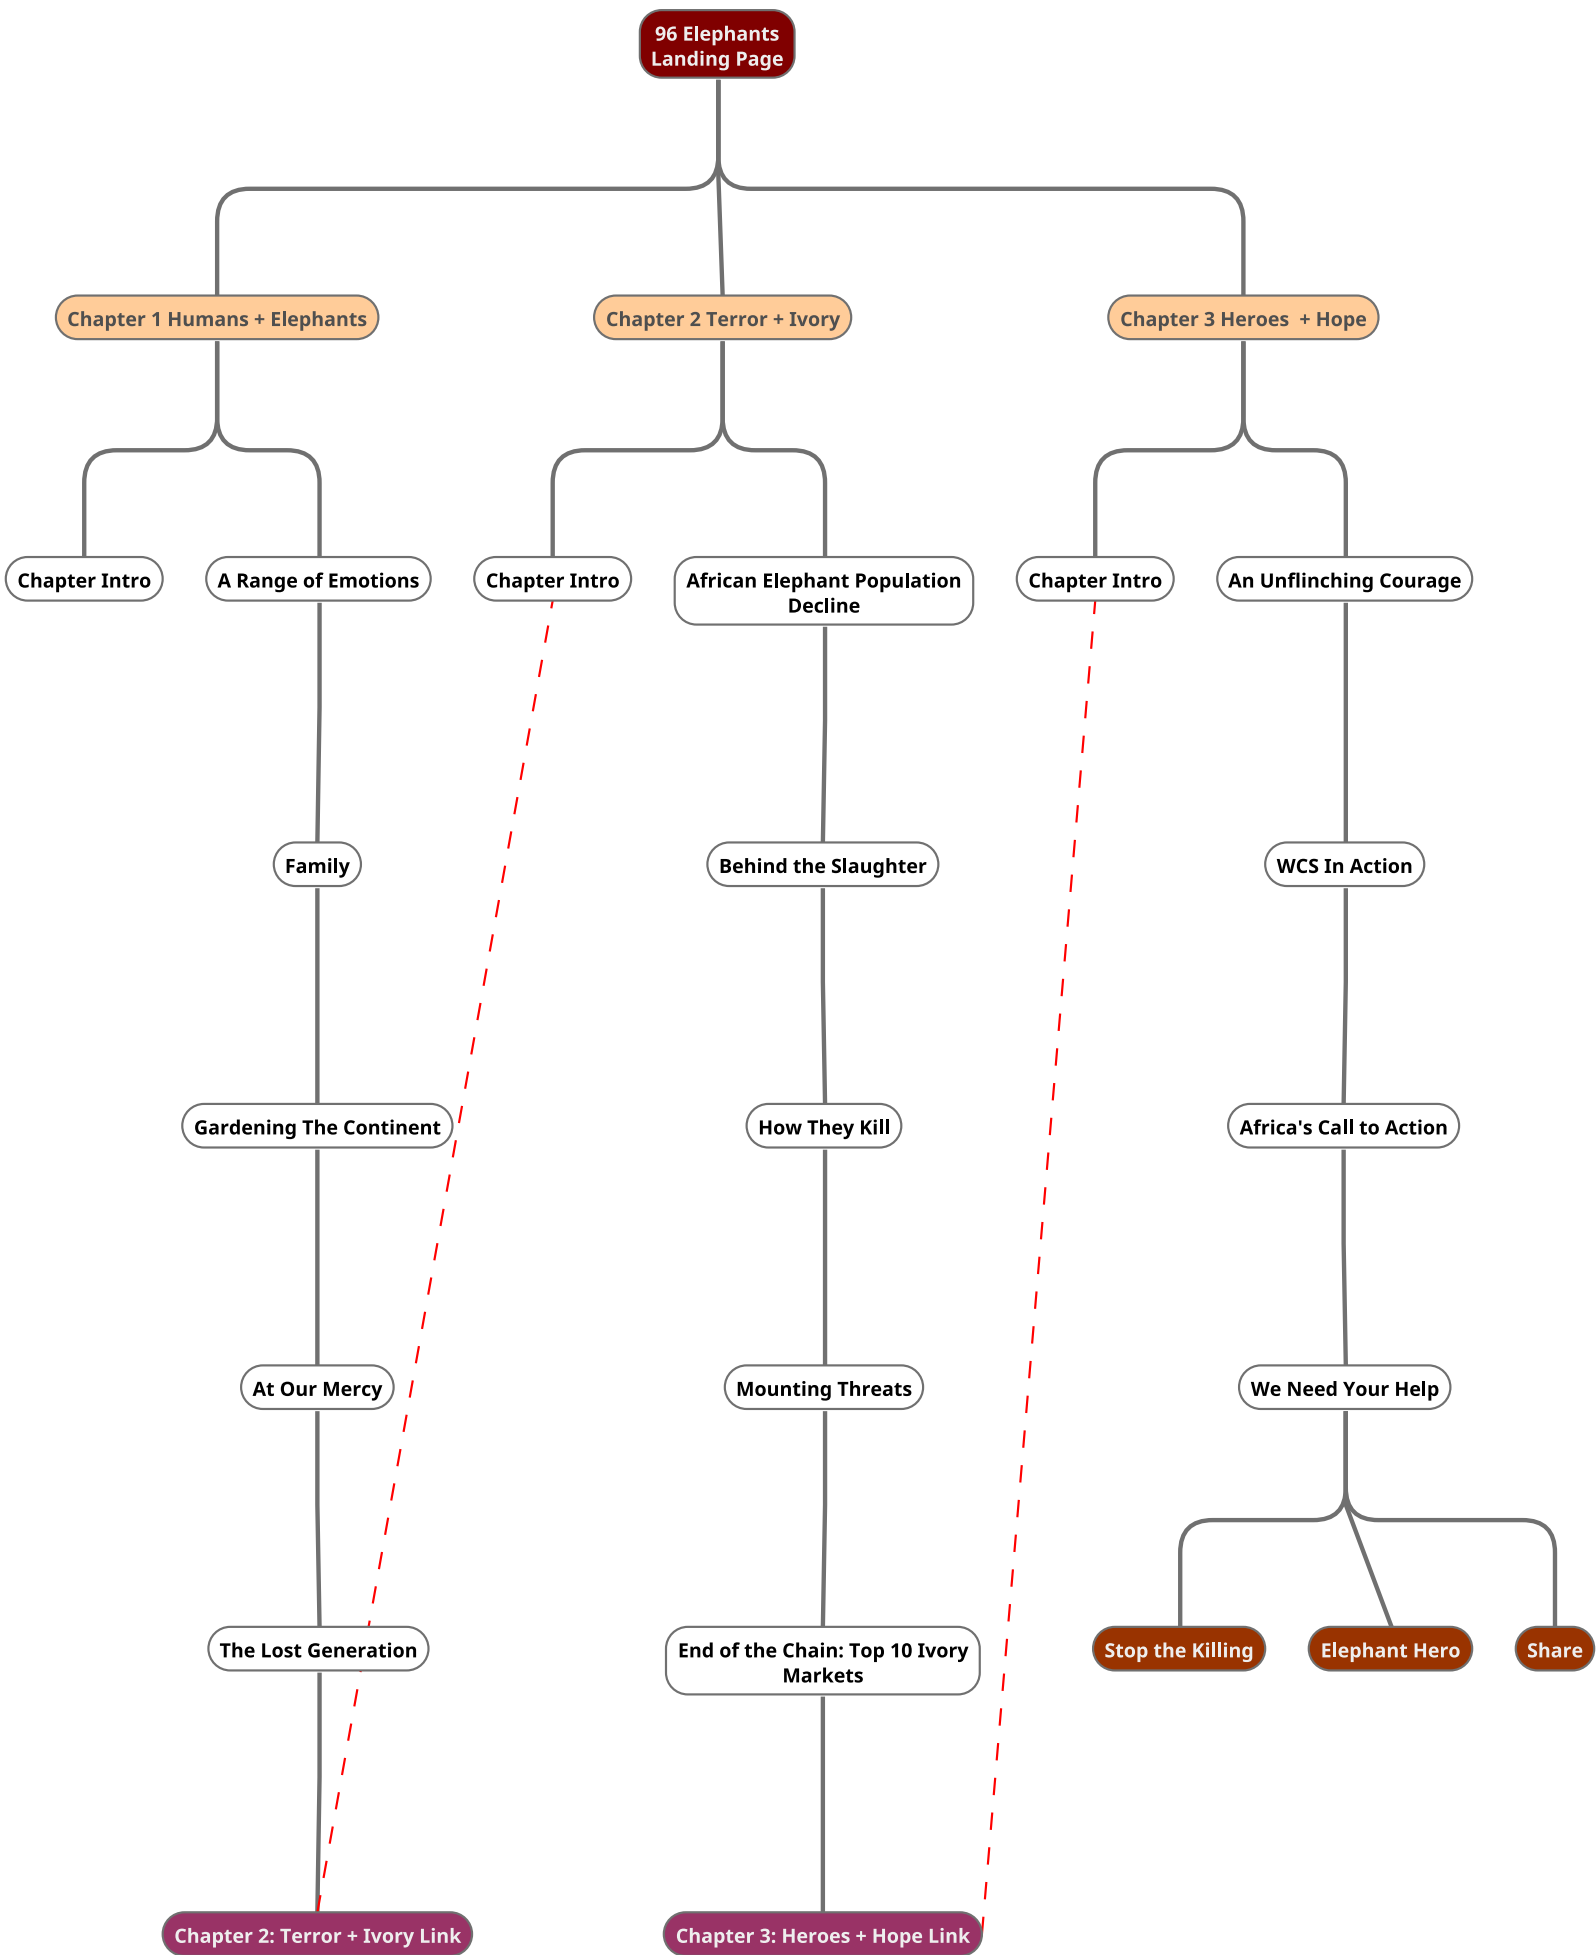 96 Elephants
Landing Page
Chapter 1 Humans + Elephants
Chapter 2 Terror + Ivory
Chapter 3 Heroes  + Hope
Chapter Intro
A Range of Emotions
Chapter Intro
African Elephant Population
Decline
Chapter Intro
An Unflinching Courage
Family
Behind the Slaughter
WCS In Action
Gardening The Continent
How They Kill
Africa's Call to Action
At Our Mercy
Mounting Threats
We Need Your Help
The Lost Generation
End of the Chain: Top 10 Ivory
Markets
Stop the Killing
Elephant Hero
Share
Chapter 2: Terror + Ivory Link
Chapter 3: Heroes + Hope Link